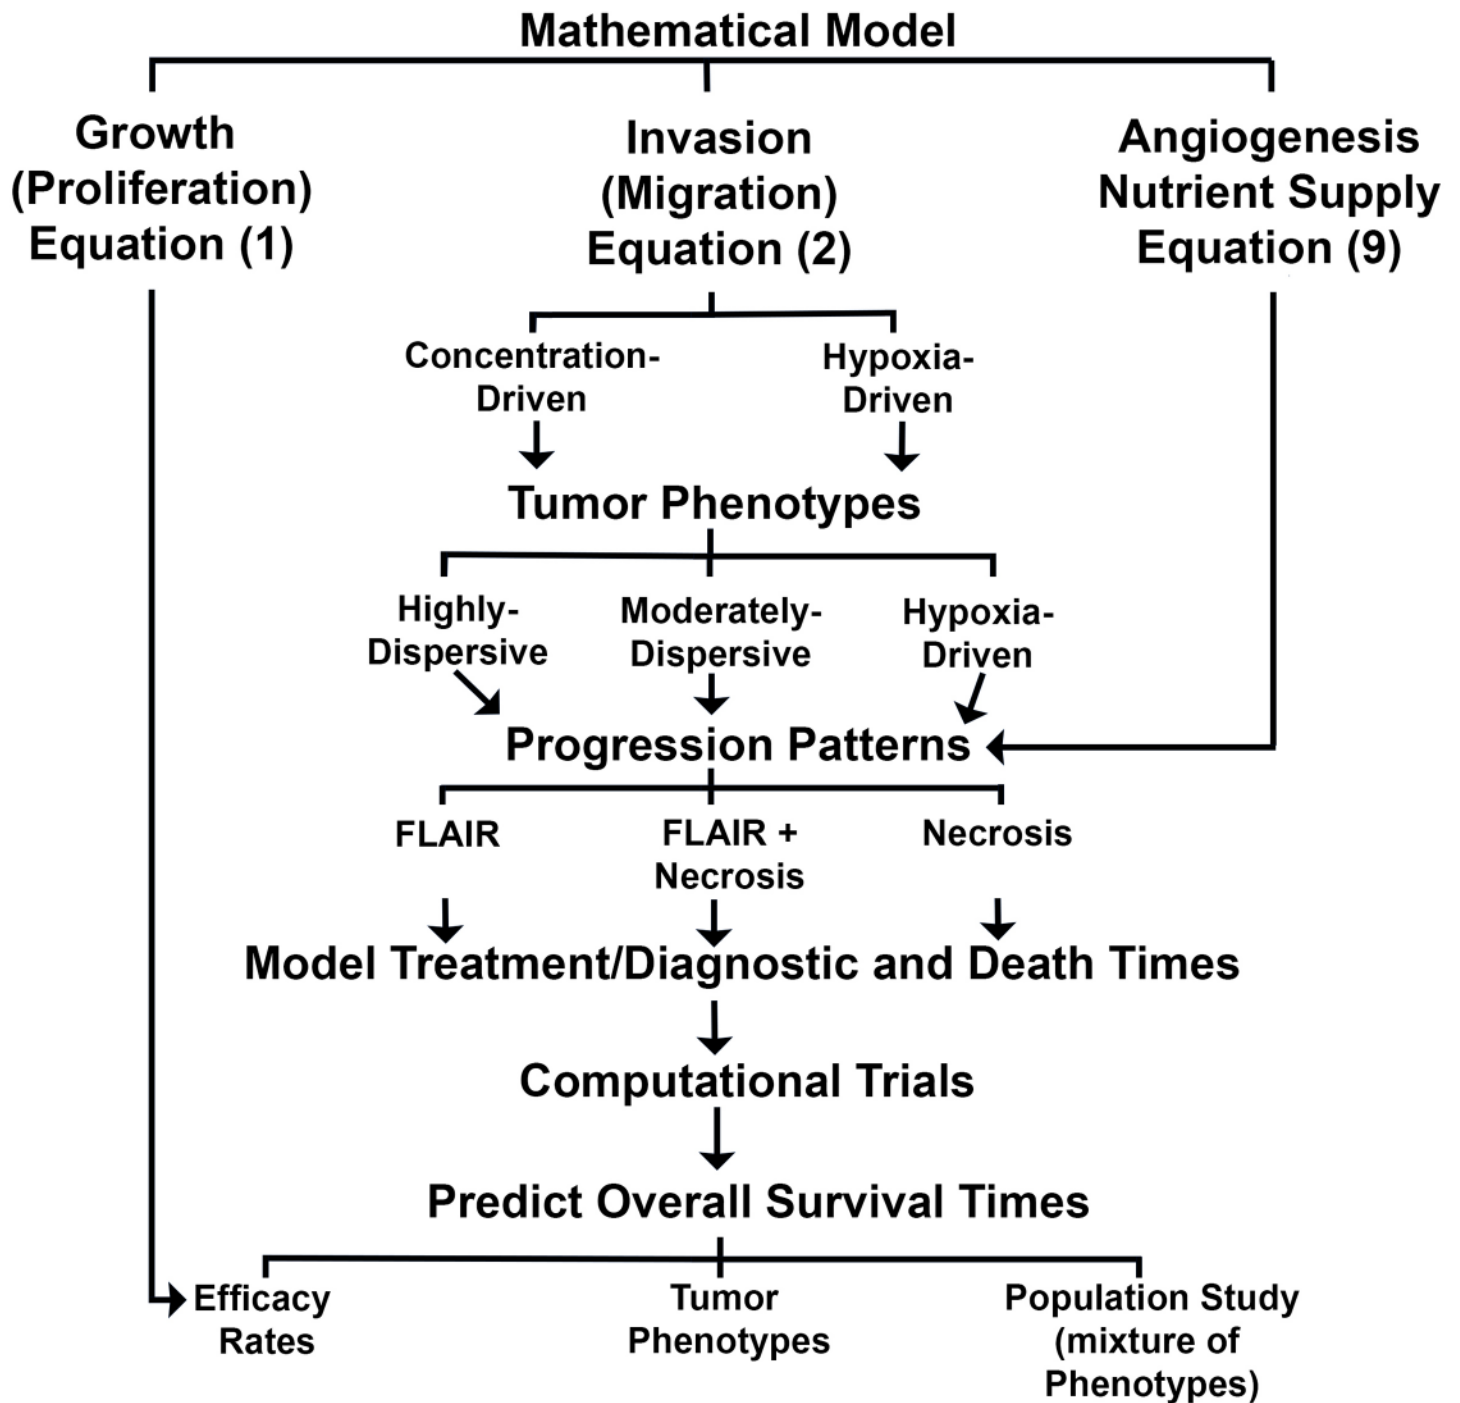 Mathematical Model
Growth
(Proliferation)
Equation (1)
Invasion
(Migration)
Equation (2)
Angiogenesis
Nutrient Supply
Equation (9)
Concentration-
Driven
Hypoxia-
Driven
Tumor Phenotypes
Highly-
Dispersive
Moderately-
Dispersive
Hypoxia-
Driven
Progression Patterns
FLAIR
FLAIR +
Necrosis
Necrosis
Model Treatment/Diagnostic and Death Times
Computational Trials
Predict Overall Survival Times
Efficacy
Rates
Tumor
Phenotypes
Population Study
(mixture of
Phenotypes)